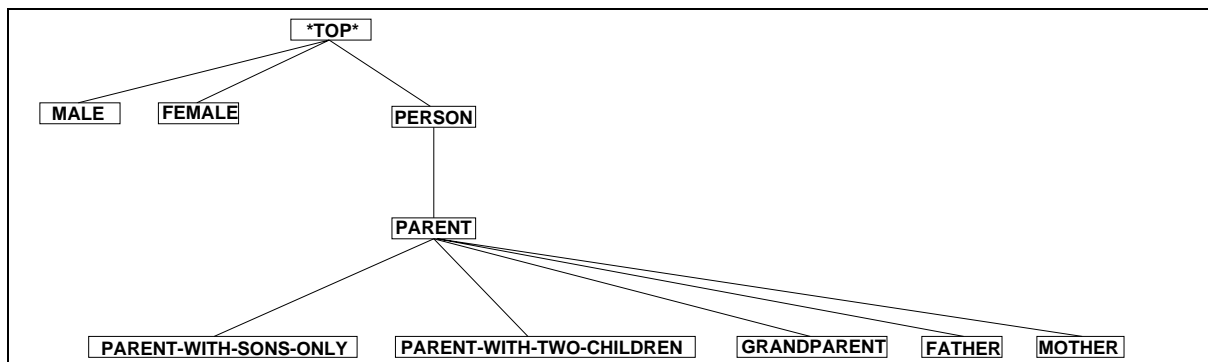 *TOP*
MALE FEMALE PERSON
PARENT
PARENT-WITH-SONS-ONLY PARENT-WITH-TWO-CHILDREN GRANDPARENT FATHER MOTHER